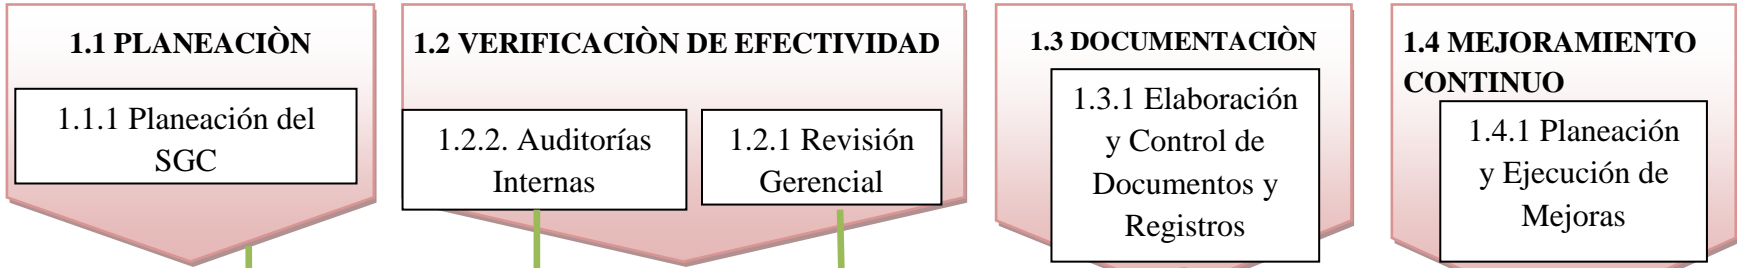 1.1 PLANEACIÒN
1.1.1 Planeación del
SGC
1.2 VERIFICACIÒN DE EFECTIVIDAD
1.2.2. Auditorías
Internas
1.2.1 Revisión
Gerencial
1.3 DOCUMENTACIÒN
1.3.1 Elaboración
y Control de
Documentos y
Registros
1.4 MEJORAMIENTO
CONTINUO
1.4.1 Planeación
y Ejecución de
Mejoras